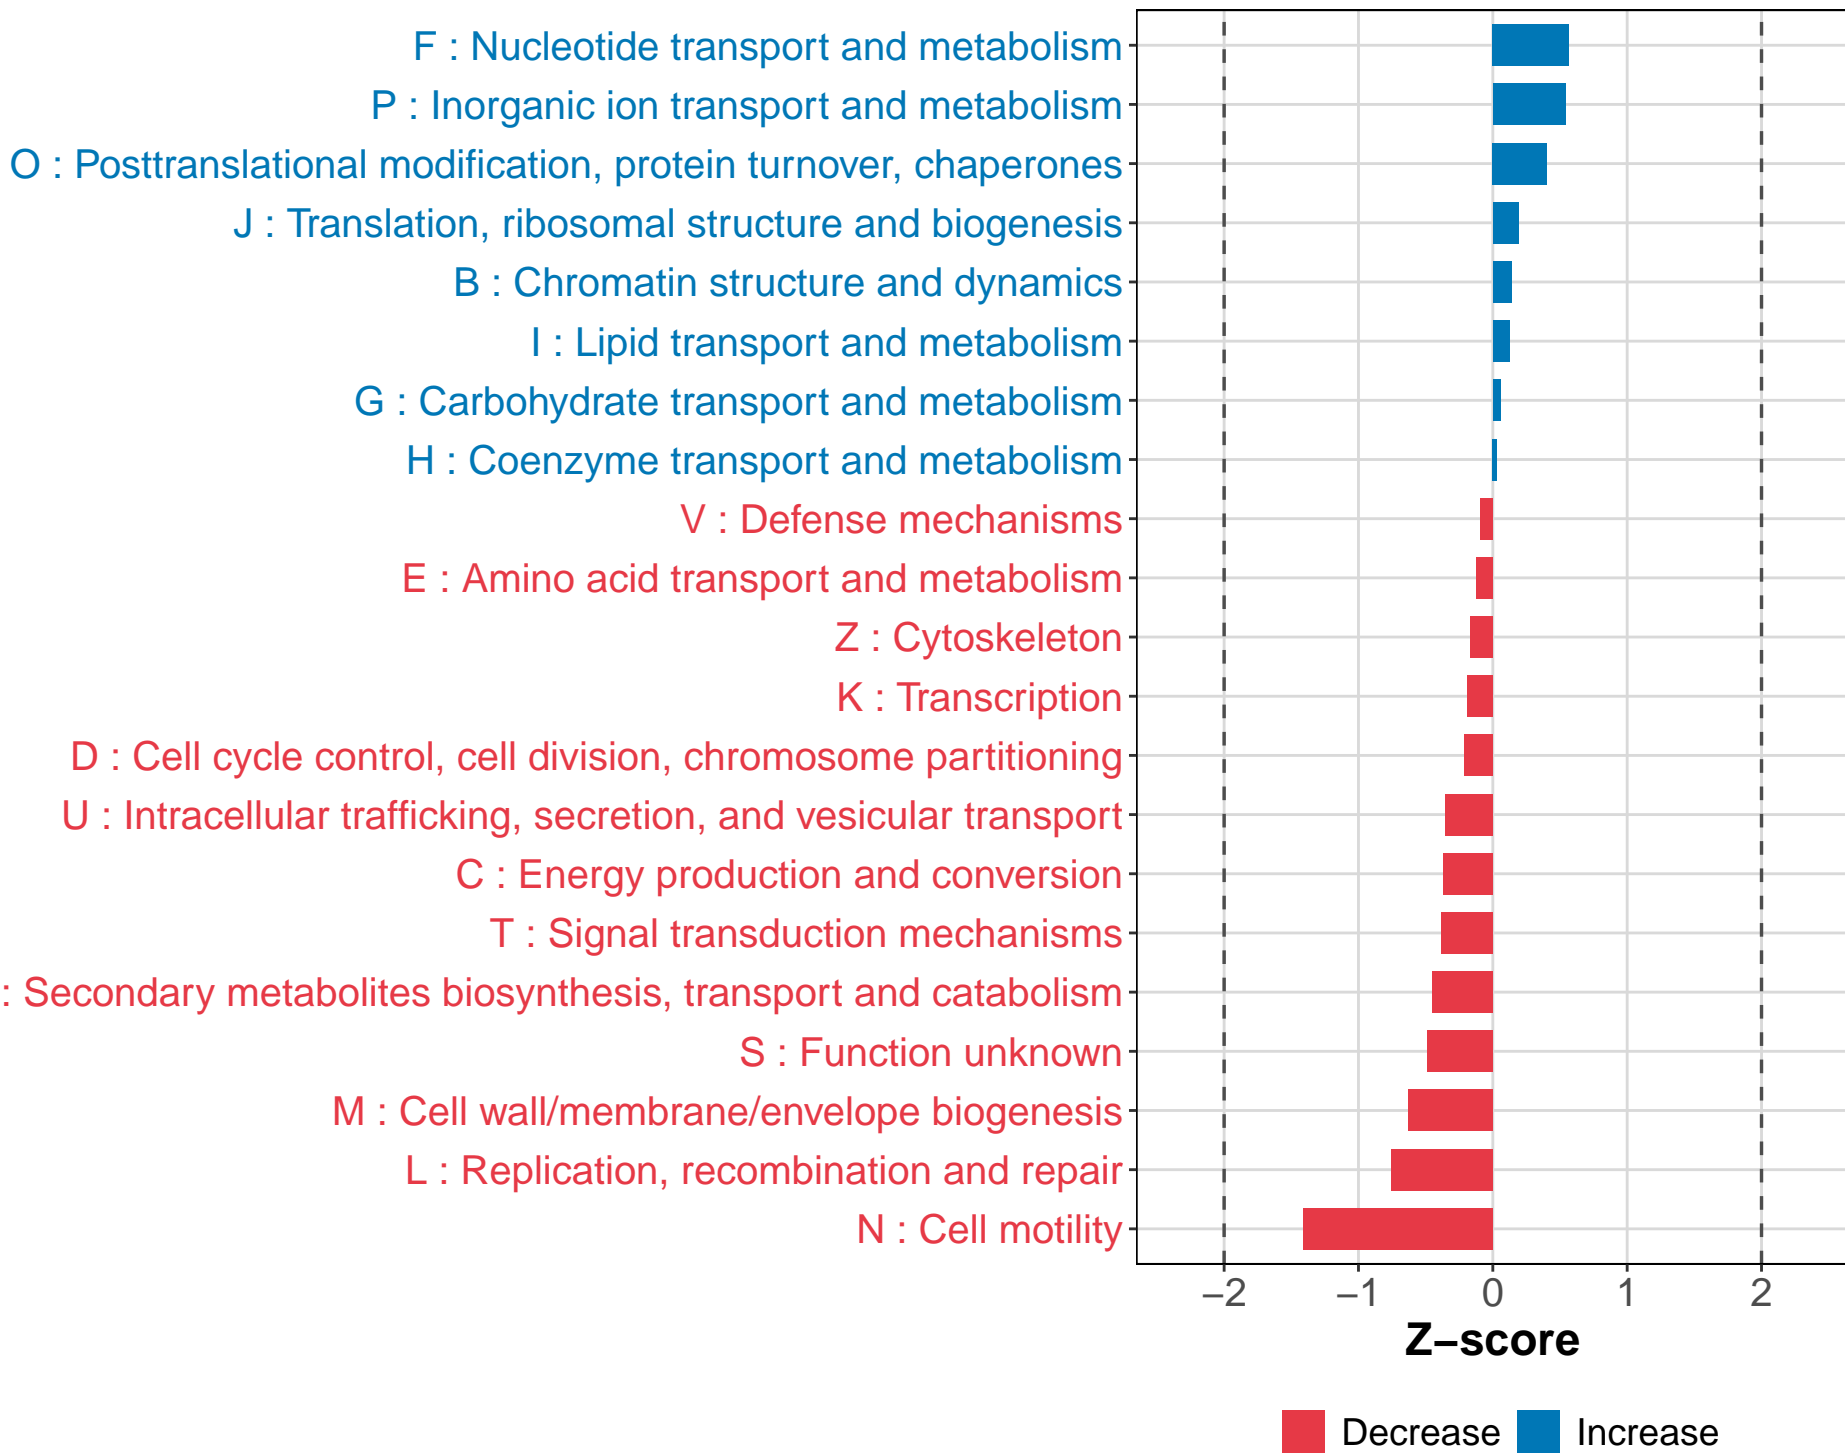 F : Nucleotide transport and metabolism
P : Inorganic ion transport and metabolism
O : Posttranslational modification, protein turnover, chaperones
J : Translation, ribosomal structure and biogenesis
B : Chromatin structure and dynamics
I : Lipid transport and metabolism
G : Carbohydrate transport and metabolism
H : Coenzyme transport and metabolism
V : Defense mechanisms
E : Amino acid transport and metabolism
Z : Cytoskeleton
K : Transcription
D : Cell cycle control, cell division, chromosome partitioning
U : Intracellular trafficking, secretion, and vesicular transport
C : Energy production and conversion
T : Signal transduction mechanisms
: Secondary metabolites biosynthesis, transport and catabolism
S : Function unknown
M : Cell wall/membrane/envelope biogenesis
L : Replication, recombination and repair
N : Cell motility
−2 −1 0 1 2
Z−score
Decrease Increase